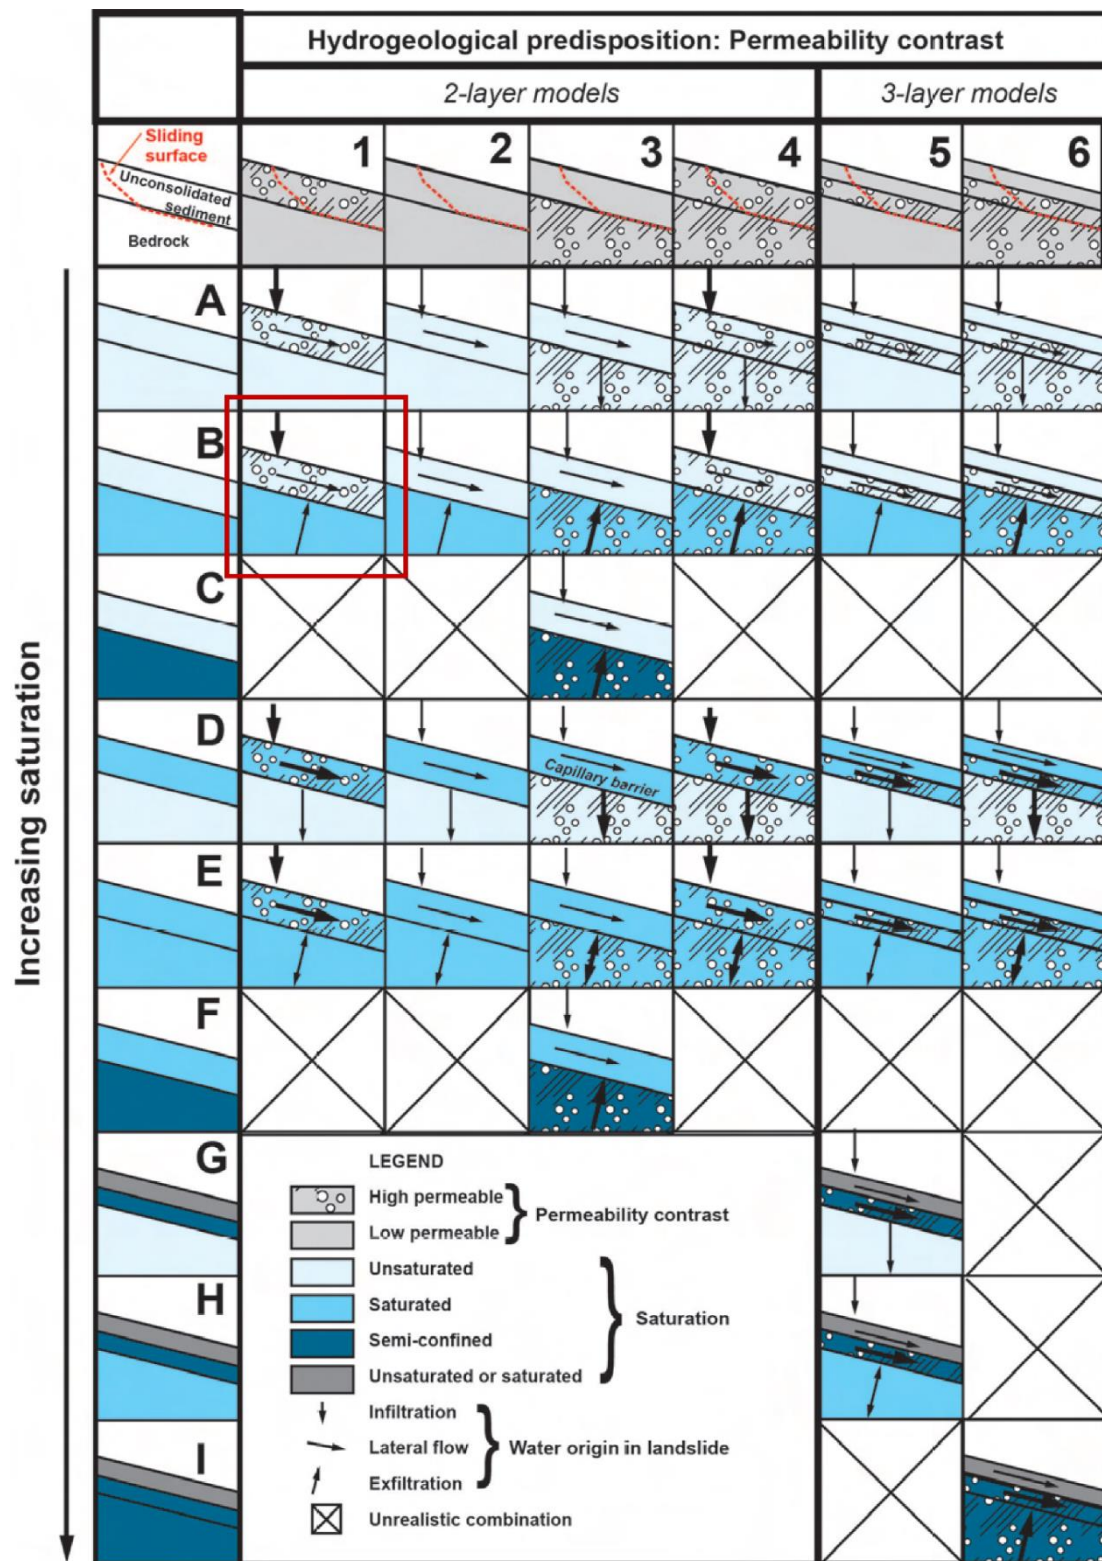 Hydrogeological predisposition: Permeability contrast
2-layer models
3-layer models
Sliding
surface
Unconsolidated
sediment
Bedrock
1
2
3
4
5
6
Increasing saturation
A
B
C
D
Capillary barrier
E
F
G
H
I
LEGEND
High permeable
Low permeable
Permeability contrast
Unsaturated
Saturated
Semi-confined
Unsaturated or saturated
Saturation
Infiltration
Lateral flow
Exfiltration
Water origin in landslide
Unrealistic combination